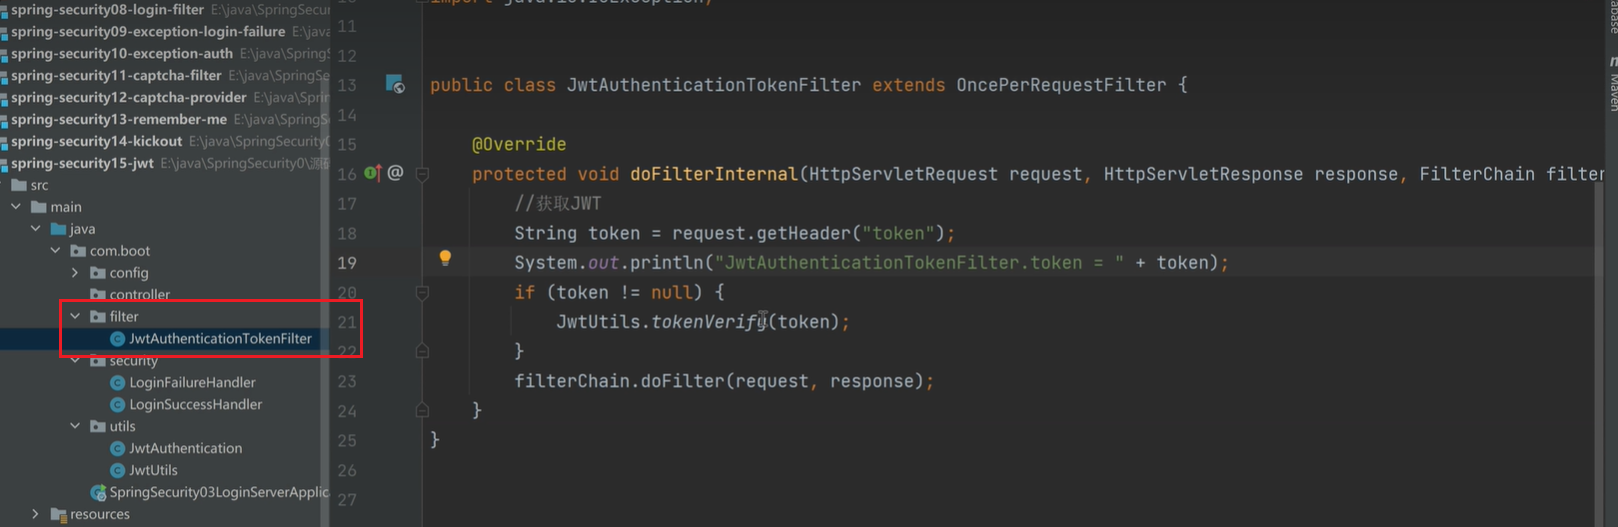 spring-security08-login-filter E:\java\SpringSecurity
spring-security09-exception-login-failure E:\java
spring-security10-exception-auth E:\java\SpringS
spring-security11-captcha-filter E:\java\SpringSe
spring-security12-captcha-provider E:\java\Sprin
spring-security13-remember-me E:\java\SpringS
spring-security14-kickout E:\java\SpringSecurity0
spring-security15-jwt E:\java\SpringSecurity0\源码
src
main
java
com.boot
config
controller
filter
JwtAuthenticationTokenFilter
security
LoginFailureHandler
LoginSuccessHandler
utils
JwtAuthentication
JwtUtils
SpringSecurity03LoginServerApplic
resources
11
12
13 public class JwtAuthenticationTokenFilter extends OncePerRequestFilter {
14
15 @Override
16 @ protected void doFilterInternal(HttpServletRequest request, HttpServletResponse response, FilterChain filter
17 //获取JWT
18 String token = request.getHeader("token");
19 System.out.println("JwtAuthenticationTokenFilter.token = " + token);
20 if (token != null) {
21 JwtUtils.tokenVerify(token);
22 }
23 filterChain.doFilter(request, response);
24 }
25 }
26
27
abase
m
Maven